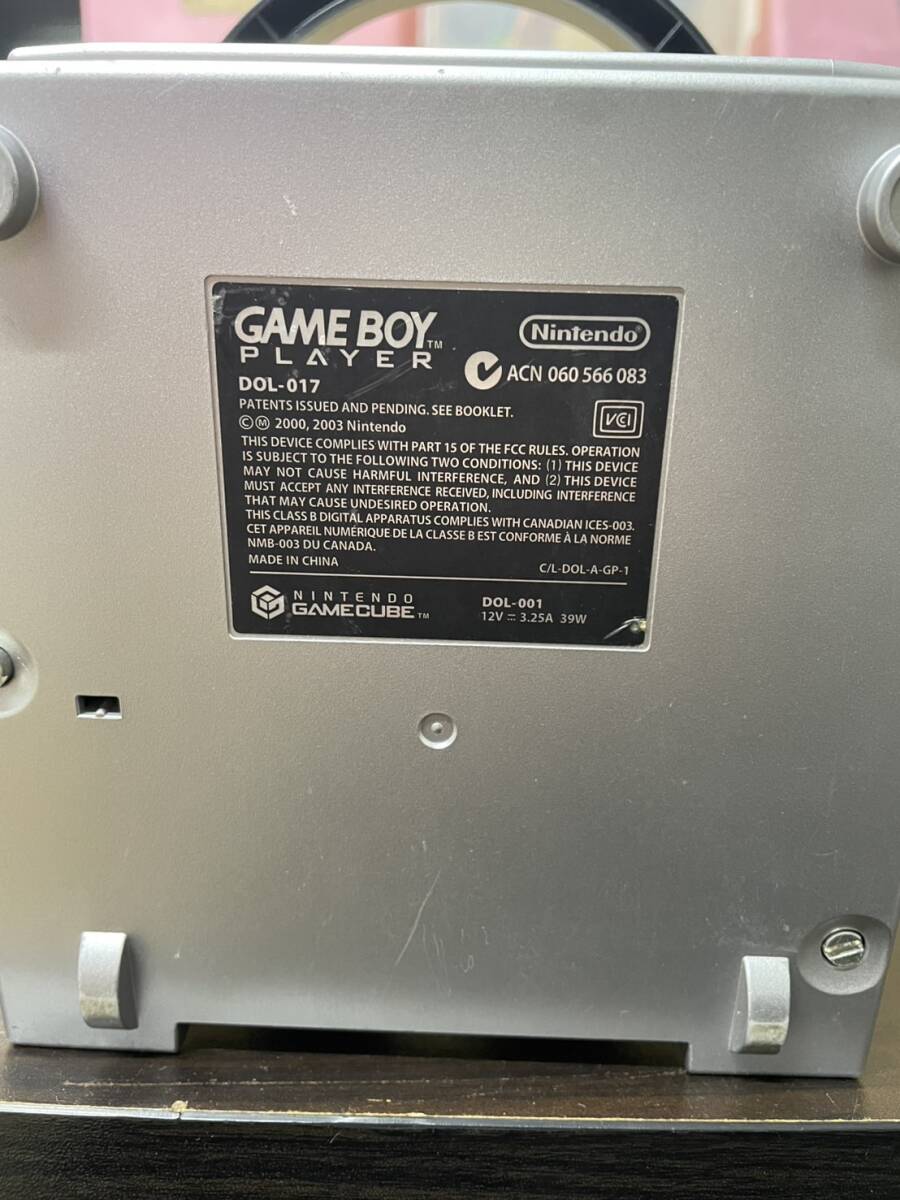 GAME BOY™
PLAYER
Nintendo®
DOL-017
ACN 060 566 083
PATENTS ISSUED AND PENDING. SEE BOOKLET.
VCI
©Ⓜ 2000, 2003 Nintendo
THIS DEVICE COMPLIES WITH PART 15 OF THE FCC RULES. OPERATION
IS SUBJECT TO THE FOLLOWING TWO CONDITIONS: (1) THIS DEVICE
MAY NOT CAUSE HARMFUL INTERFERENCE, AND (2) THIS DEVICE
MUST ACCEPT ANY INTERFERENCE RECEIVED, INCLUDING INTERFERENCE
THAT MAY CAUSE UNDESIRED OPERATION.
THIS CLASS B DIGITAL APPARATUS COMPLIES WITH CANADIAN ICES-003.
CET APPAREIL NUMÉRIQUE DE LA CLASSE B EST CONFORME À LA NORME
NMB-003 DU CANADA.
MADE IN CHINA
C/L-DOL-A-GP-1
NINTENDO
GAMECUBE™
DOL-001
12V ⎓ 3.25A 39W